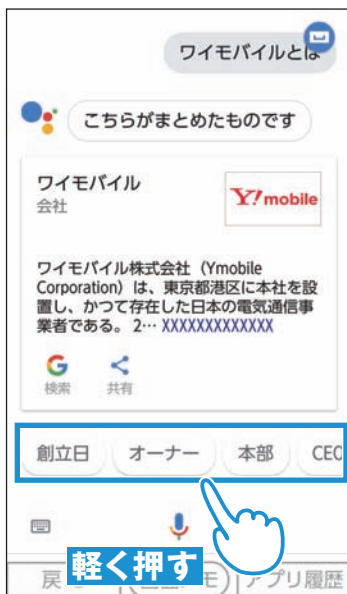 ワイモバイルとは
こちらがまとめたものです
ワイモバイル
会社
Y!mobile
ワイモバイル株式会社（Ymobile
Corporation）は、東京都港区に本社を設
置し、かつて存在した日本の電気通信事
業者である。 2… XXXXXXXXXXXXX
検索 共有
創立日 オーナー 本部 CEO
軽く押す
戻 モ アプリ履歴